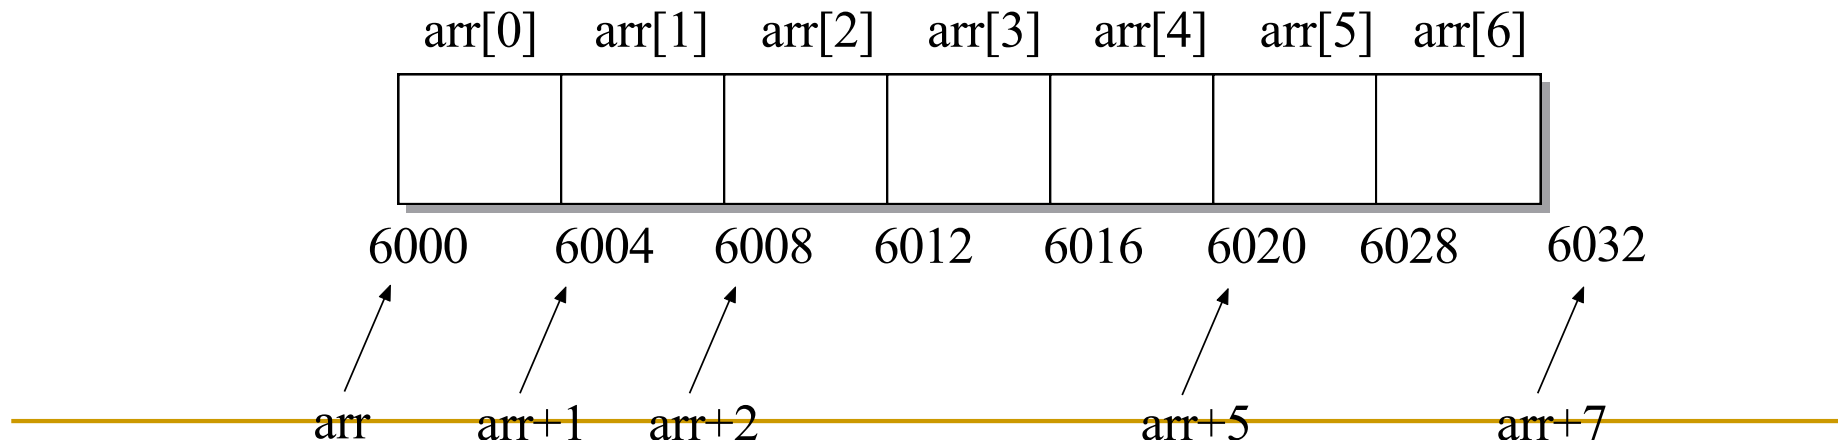 arr[0] arr[1] arr[2] arr[3] arr[4] arr[5] arr[6]
6000 6004 6008 6012 6016 6020 6028 6032
arr arr+1 arr+2 arr+5 arr+7